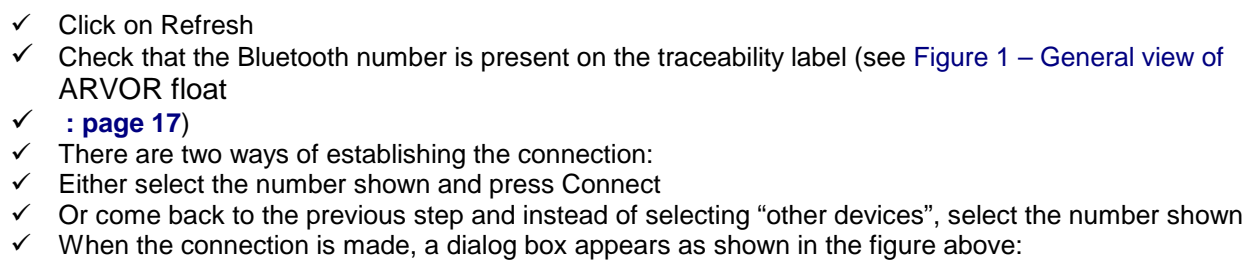 ✓ Click on Refresh
✓ Check that the Bluetooth number is present on the traceability label (see Figure 1 – General view of
ARVOR float
✓ : page 17)
✓ There are two ways of establishing the connection:
✓ Either select the number shown and press Connect
✓ Or come back to the previous step and instead of selecting “other devices”, select the number shown
✓ When the connection is made, a dialog box appears as shown in the figure above: